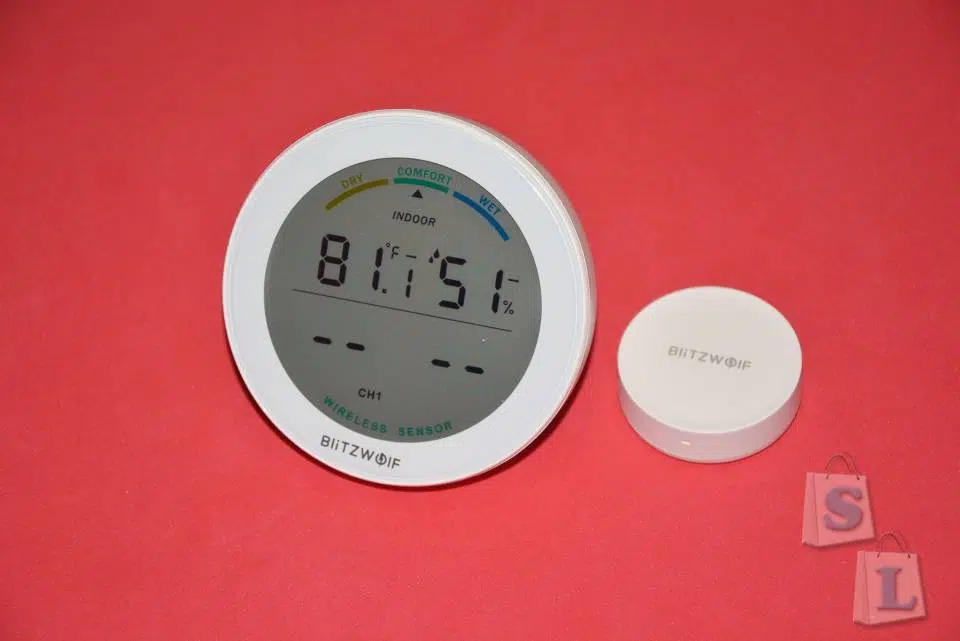 DRY COMFORT WET
INDOOR
81.1 °F 51 %
-- --
CH1
WIRELESS SENSOR
BLiTZWOLF
BLiTZWOLF
S
L